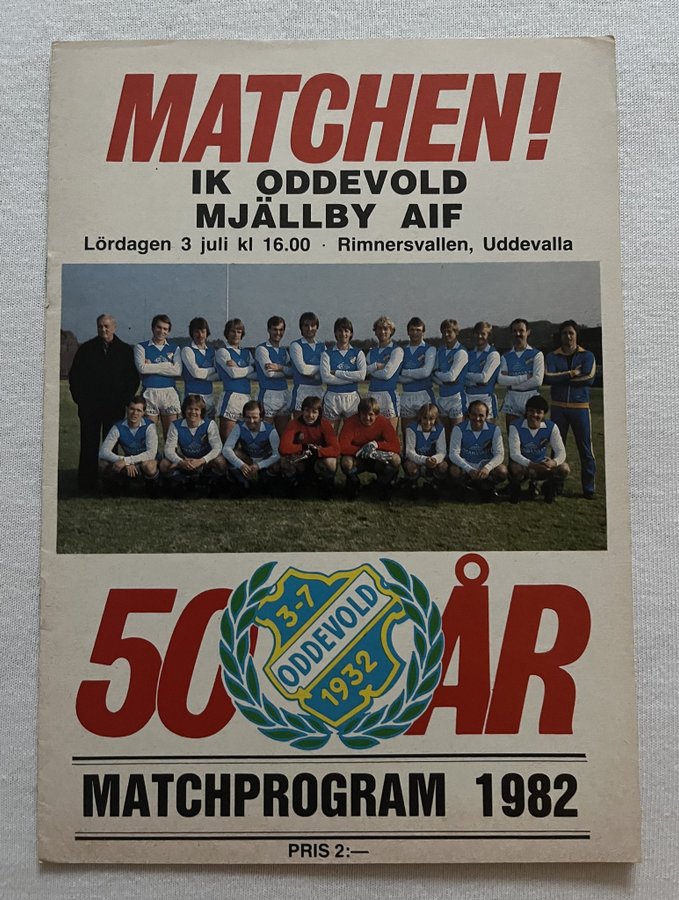 MATCHEN!
IK ODDEVOLD
MJÄLLBY AIF
Lördagen 3 juli kl 16.00 · Rimnersvallen, Uddevalla
50 ÅR
3-7
ODDEVOLD
1932
MATCHPROGRAM 1982
PRIS 2:—